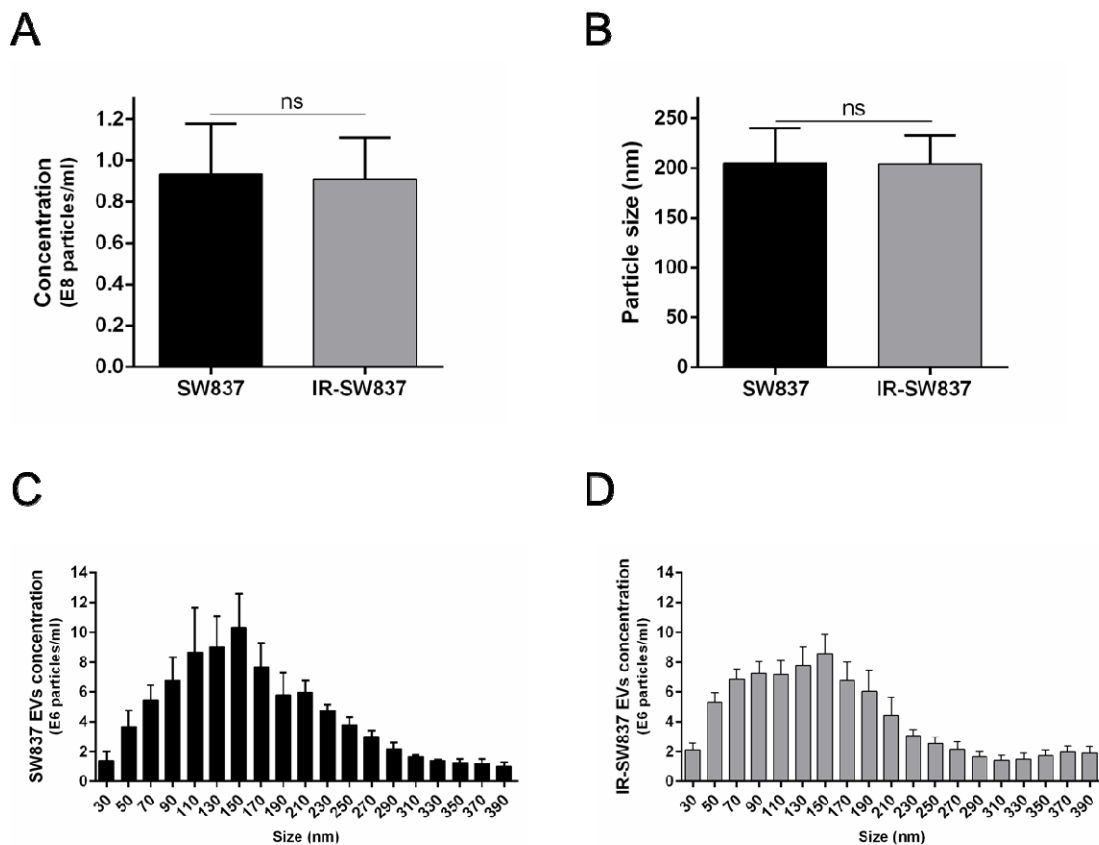 A
B
ns
Concentration
(E8 particles/ml)
1.2
1.0
0.8
0.6
0.4
0.2
0.0
SW837
IR-SW837
ns
Particle size (nm)
250
200
150
100
50
0
SW837
IR-SW837
C
D
SW837 EVs concentration
(E6 particles/ml)
14
12
10
8
6
4
2
0
30 50 70 90 110 130 150 170 190 210 230 250 270 290 310 330 350 370 390
Size (nm)
IR-SW837 EVs concentration
(E6 particles/ml)
14
12
10
8
6
4
2
0
30 50 70 90 110 130 150 170 190 210 230 250 270 290 310 330 350 370 390
Size (nm)